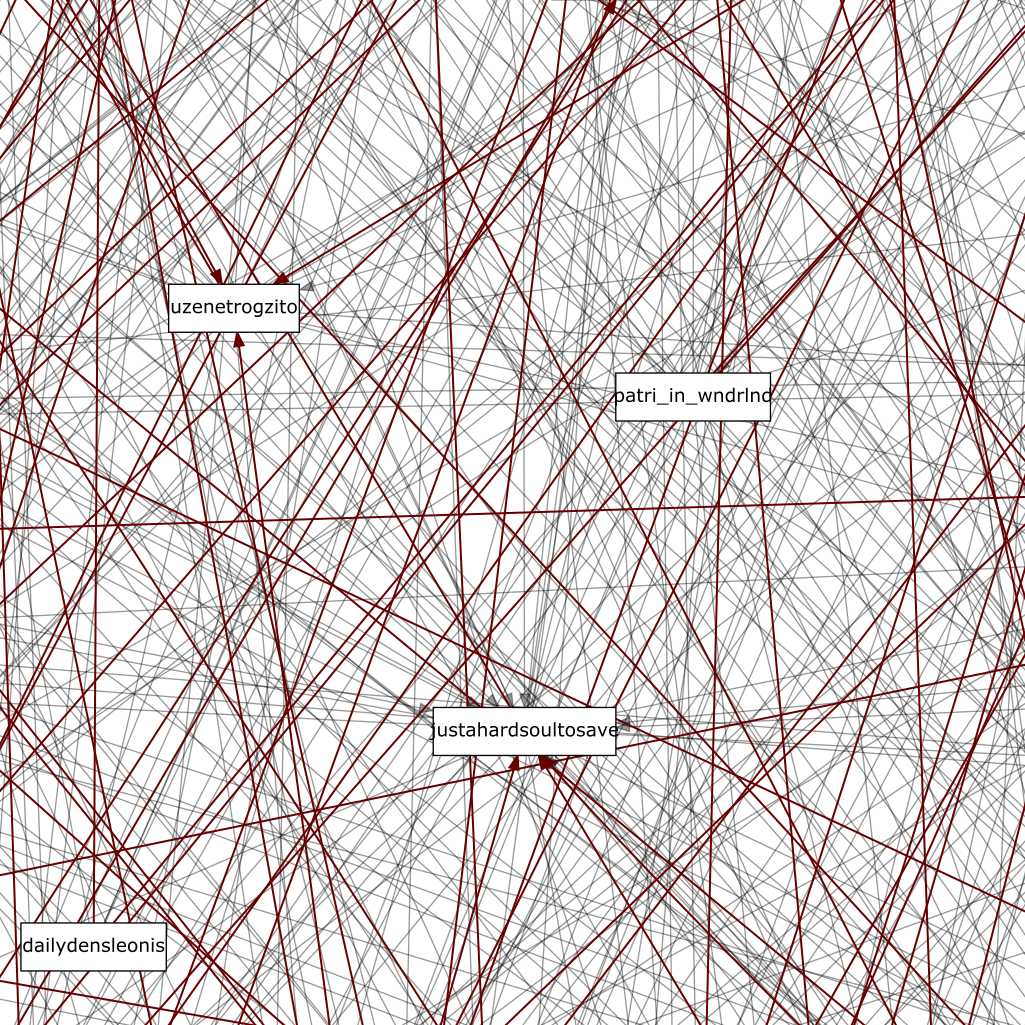 uzenetrogzito
patri_in_wndrlnd
justahardsoultosave
dailydensleonis